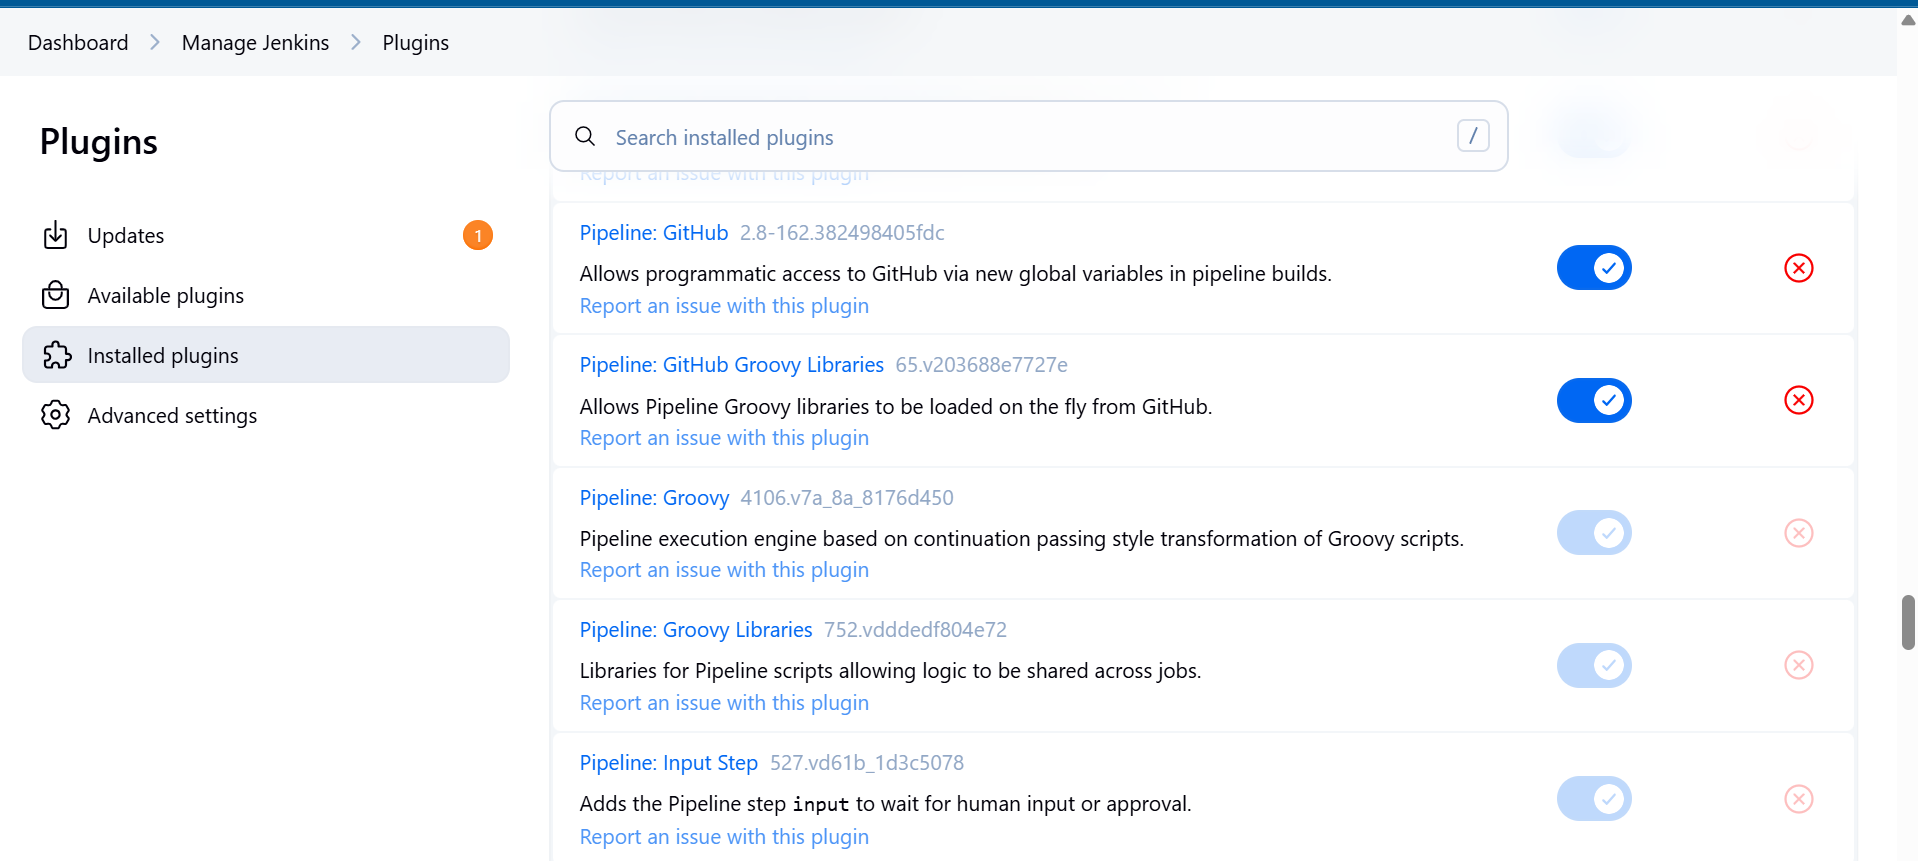 Dashboard > Manage Jenkins > Plugins
Plugins
Updates 1
Available plugins
Installed plugins
Advanced settings
Search installed plugins /
Report an issue with this plugin
Pipeline: GitHub 2.8-162.382498405fdc
Allows programmatic access to GitHub via new global variables in pipeline builds.
Report an issue with this plugin
Pipeline: GitHub Groovy Libraries 65.v203688e7727e
Allows Pipeline Groovy libraries to be loaded on the fly from GitHub.
Report an issue with this plugin
Pipeline: Groovy 4106.v7a_8a_8176d450
Pipeline execution engine based on continuation passing style transformation of Groovy scripts.
Report an issue with this plugin
Pipeline: Groovy Libraries 752.vdddedf804e72
Libraries for Pipeline scripts allowing logic to be shared across jobs.
Report an issue with this plugin
Pipeline: Input Step 527.vd61b_1d3c5078
Adds the Pipeline step input to wait for human input or approval.
Report an issue with this plugin